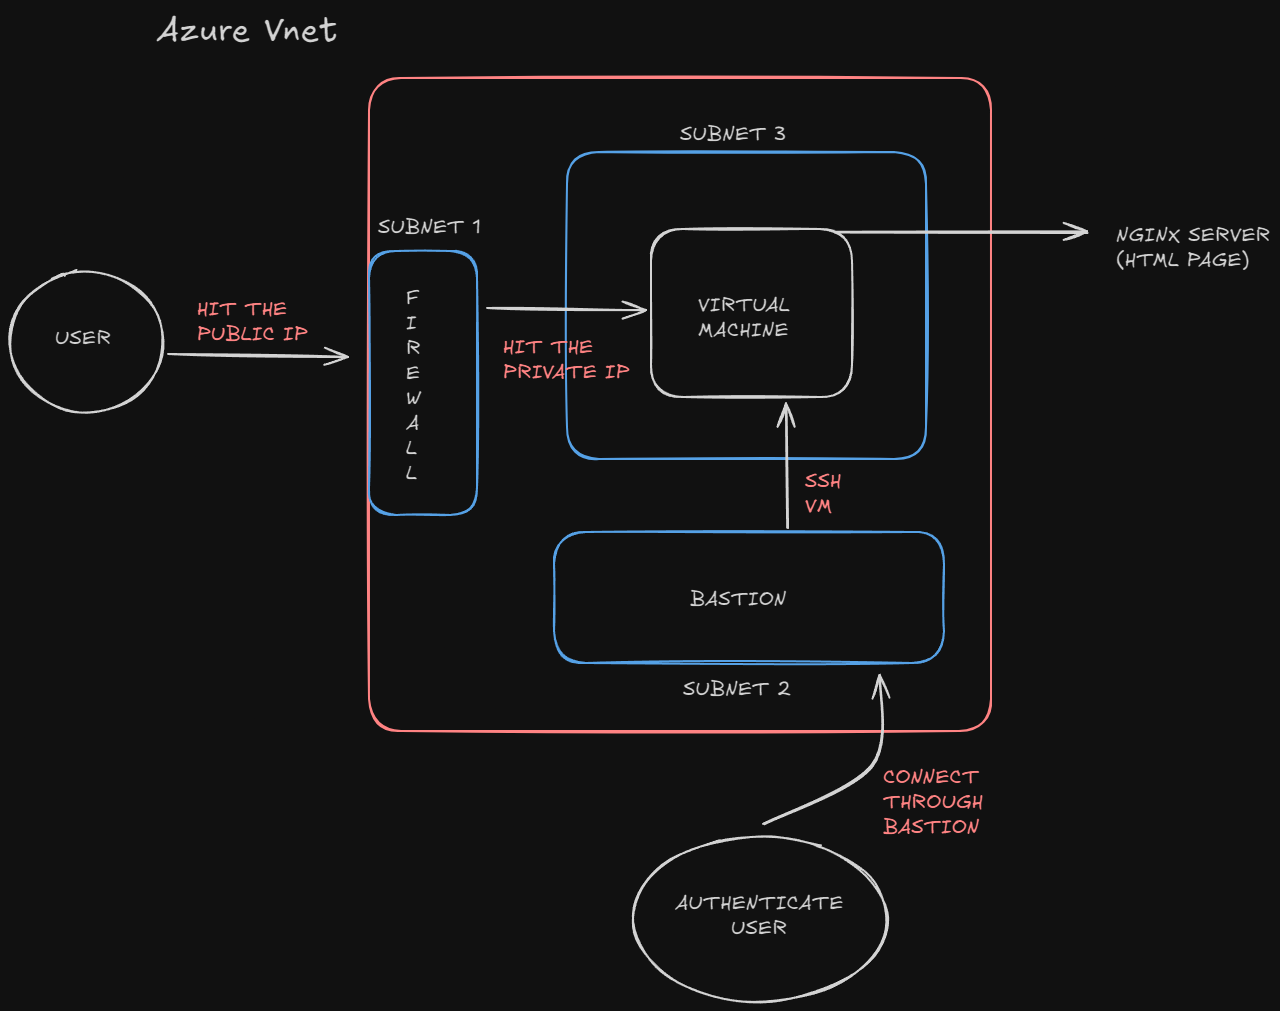 Azure Vnet
SUBNET 3
SUBNET 1
NGINX SERVER
(HTML PAGE)
USER
HIT THE
PUBLIC IP
F
I
R
E
W
A
L
L
HIT THE
PRIVATE IP
VIRTUAL
MACHINE
SSH
VM
BASTION
SUBNET 2
CONNECT
THROUGH
BASTION
AUTHENTICATE
USER